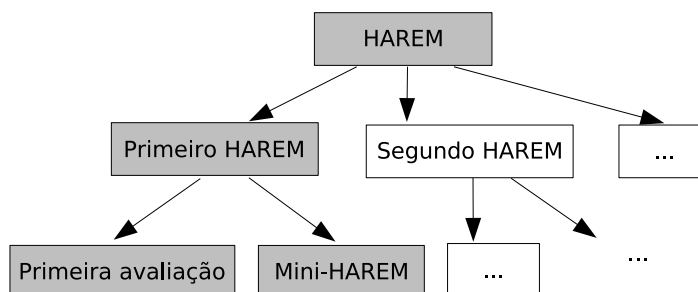 HAREM
Primeiro HAREM
Segundo HAREM
...
Primeira avaliação
Mini-HAREM
...
...